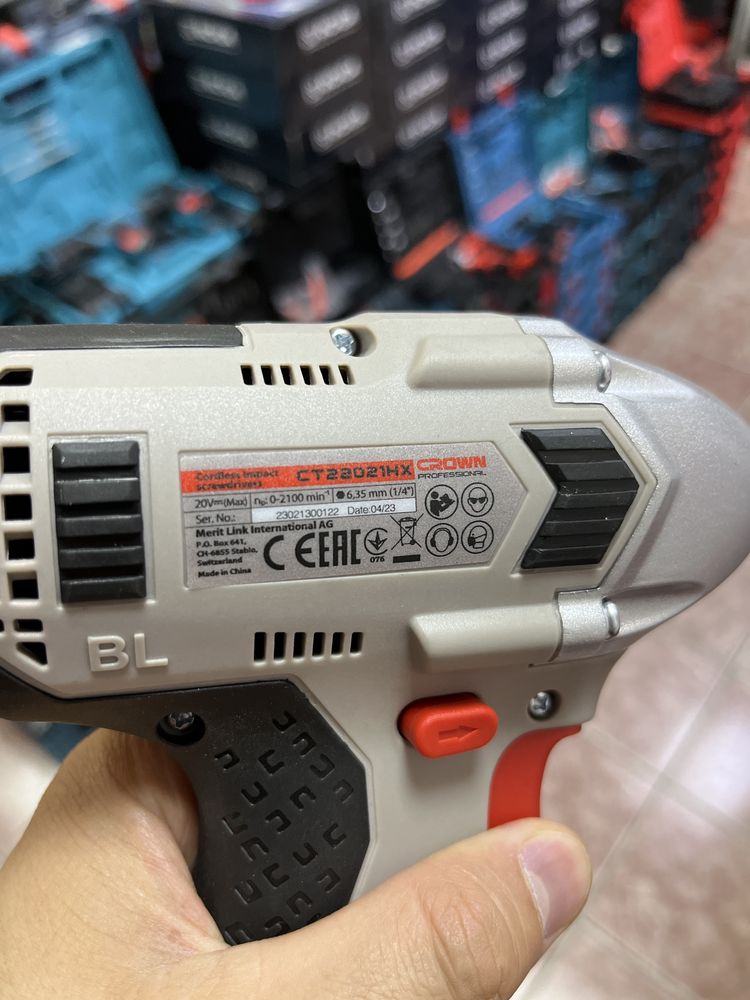 Cordless impact
screwdriver
CT22021HX
CROWN
PROFESSIONAL
20V⎓(Max)
n₀: 0-2100 min⁻¹
6,35 mm (1/4")
Ser. No.:
23021300122
Date:04/23
Merit Link International AG
P.O. Box 641,
CH-6855 Stabio,
Switzerland
Made in China
CE
EAC
076
BL